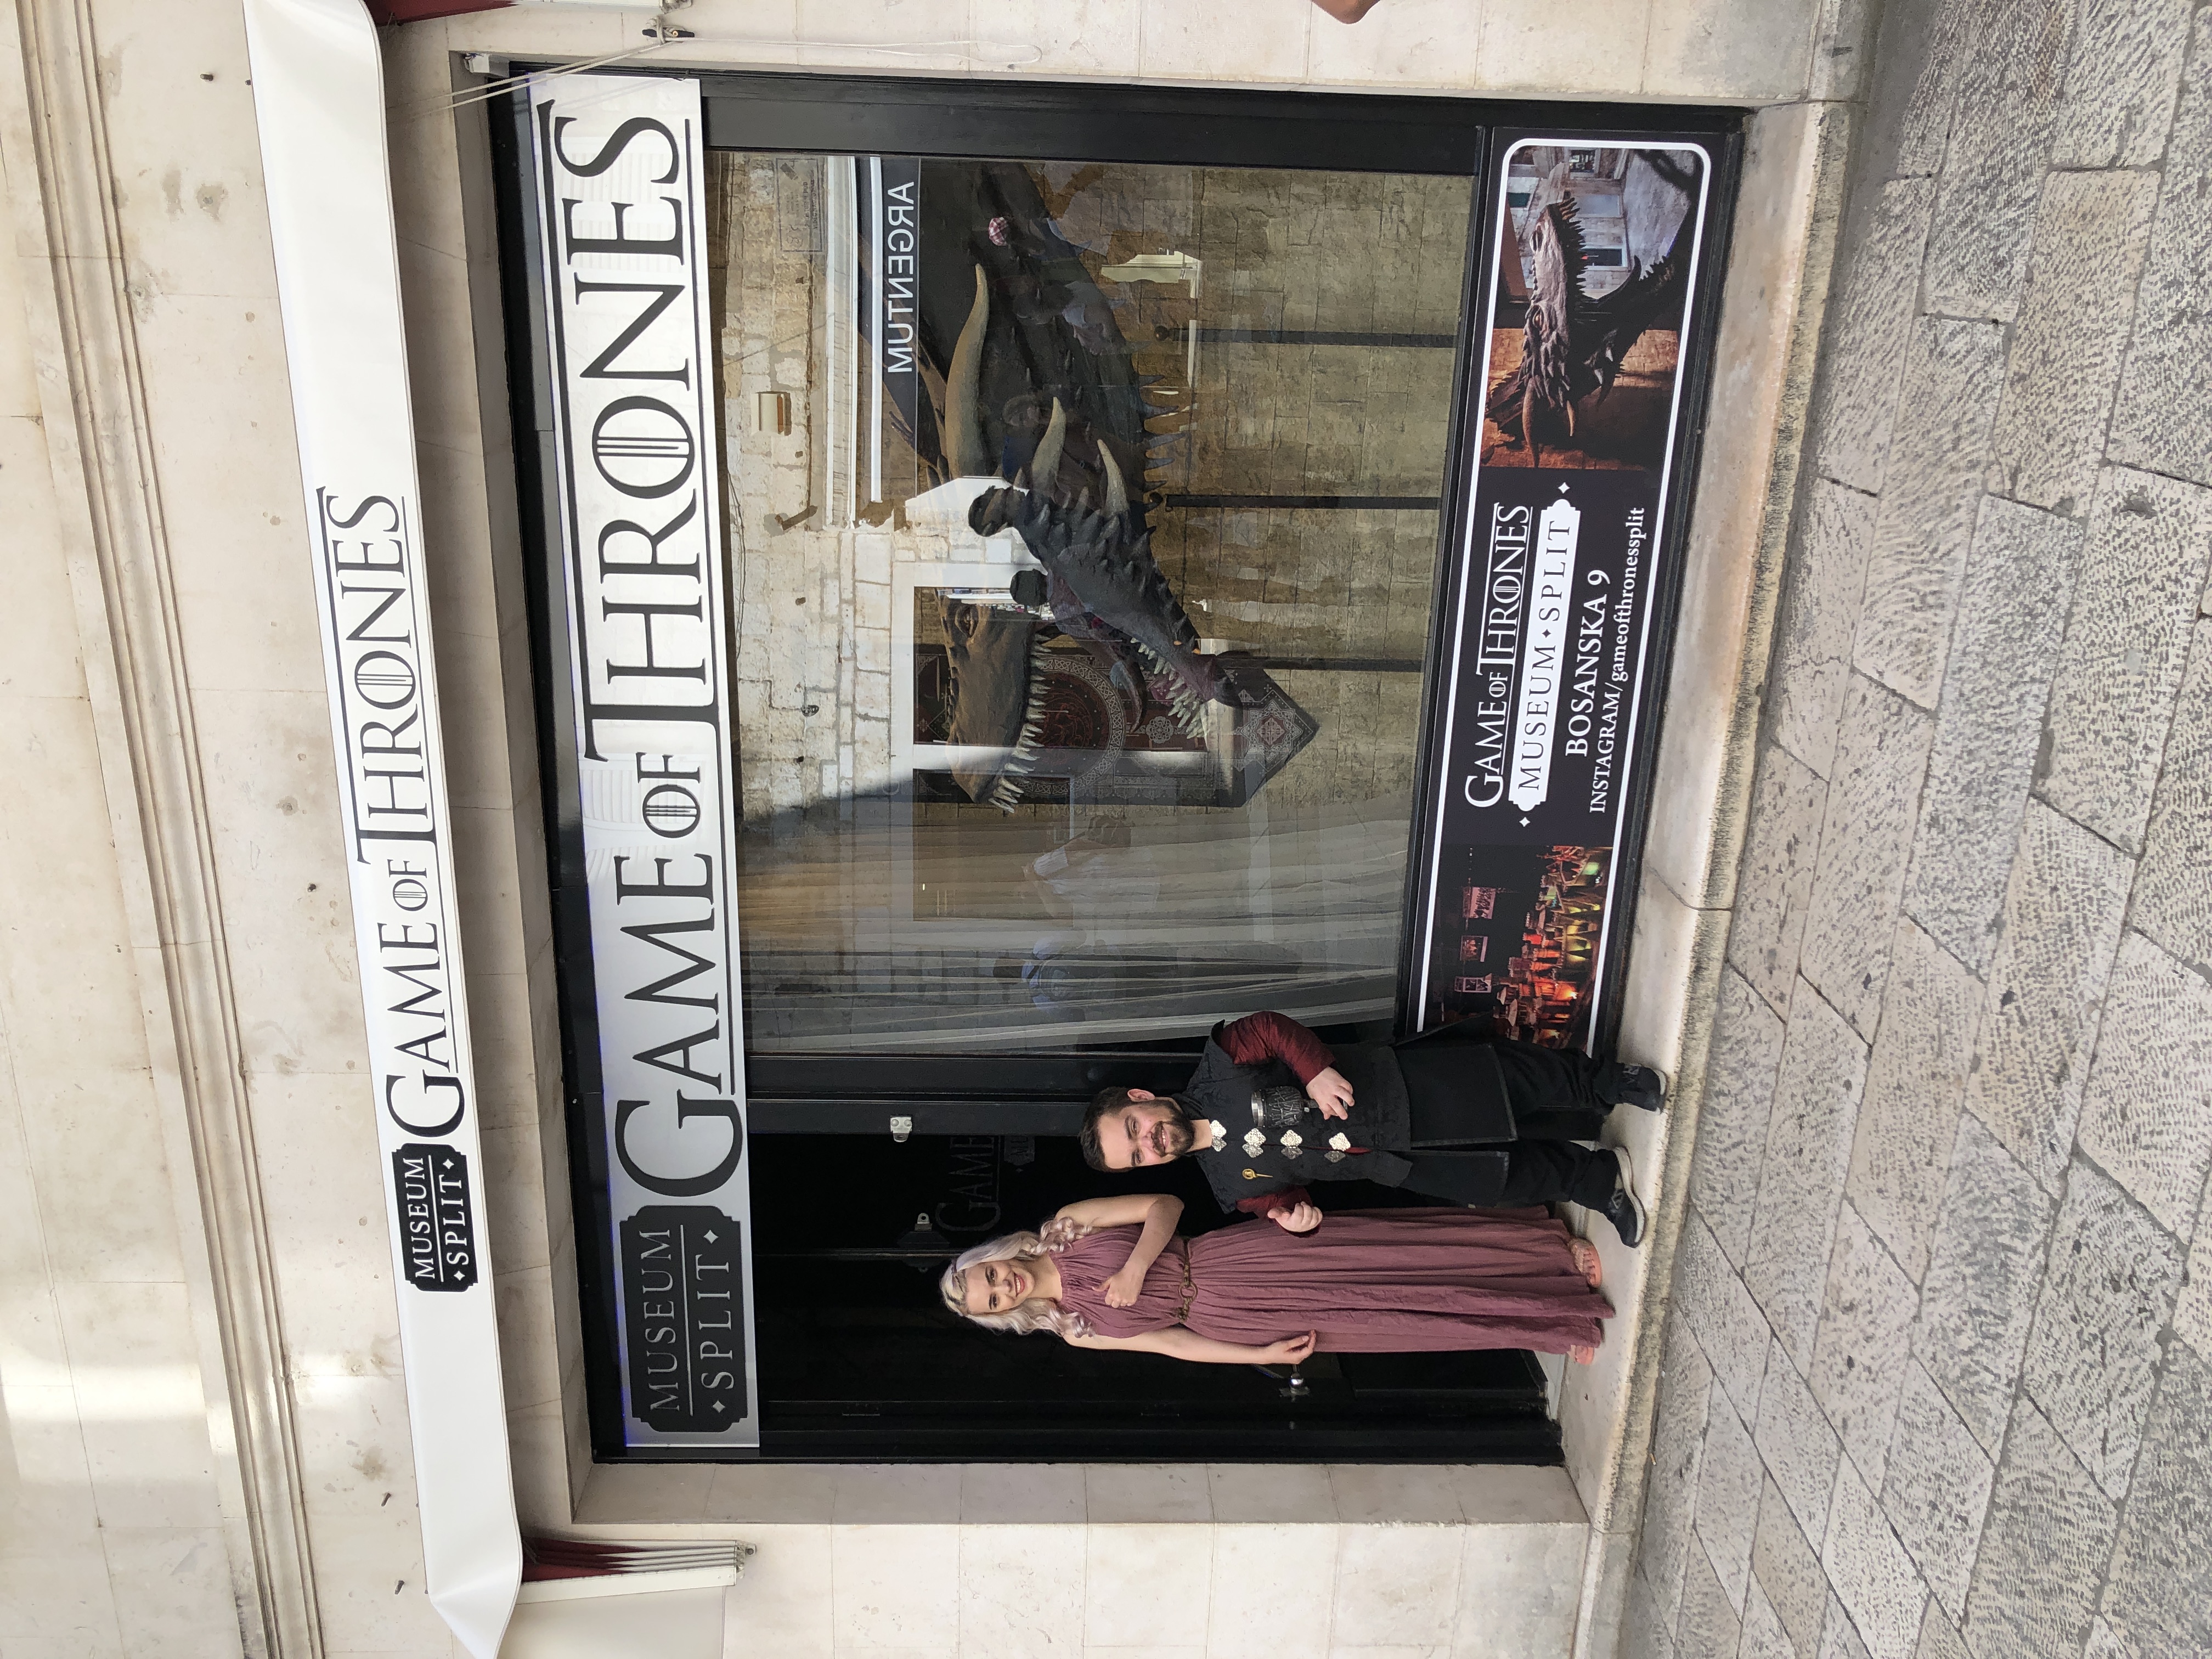 MUSEUM
SPLIT
GAME OF THRONES
MUSEUM
SPLIT
GAME OF THRONES
ARGENTUM
GAME
GAME OF THRONES
MUSEUM SPLIT
BOSANSKA 9
INSTAGRAM/gameofthronessplit